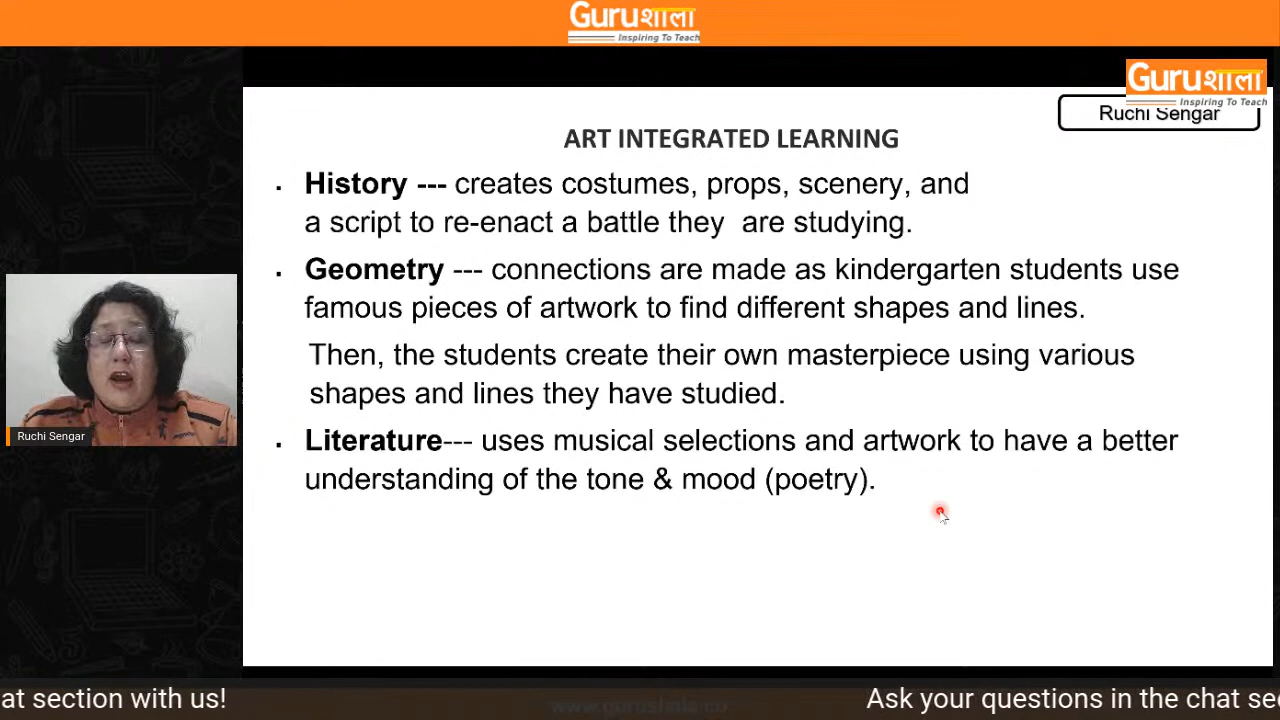 Guruशाला
Inspiring To Teach
Guruशाला
Inspiring To Teach
Ruchi Sengar
ART INTEGRATED LEARNING
▪ History --- creates costumes, props, scenery, and
a script to re-enact a battle they are studying.
▪ Geometry --- connections are made as kindergarten students use
famous pieces of artwork to find different shapes and lines.
Then, the students create their own masterpiece using various
shapes and lines they have studied.
▪ Literature--- uses musical selections and artwork to have a better
understanding of the tone & mood (poetry).
Ruchi Sengar
at section with us!
Ask your questions in the chat sec
www.gurushala.co